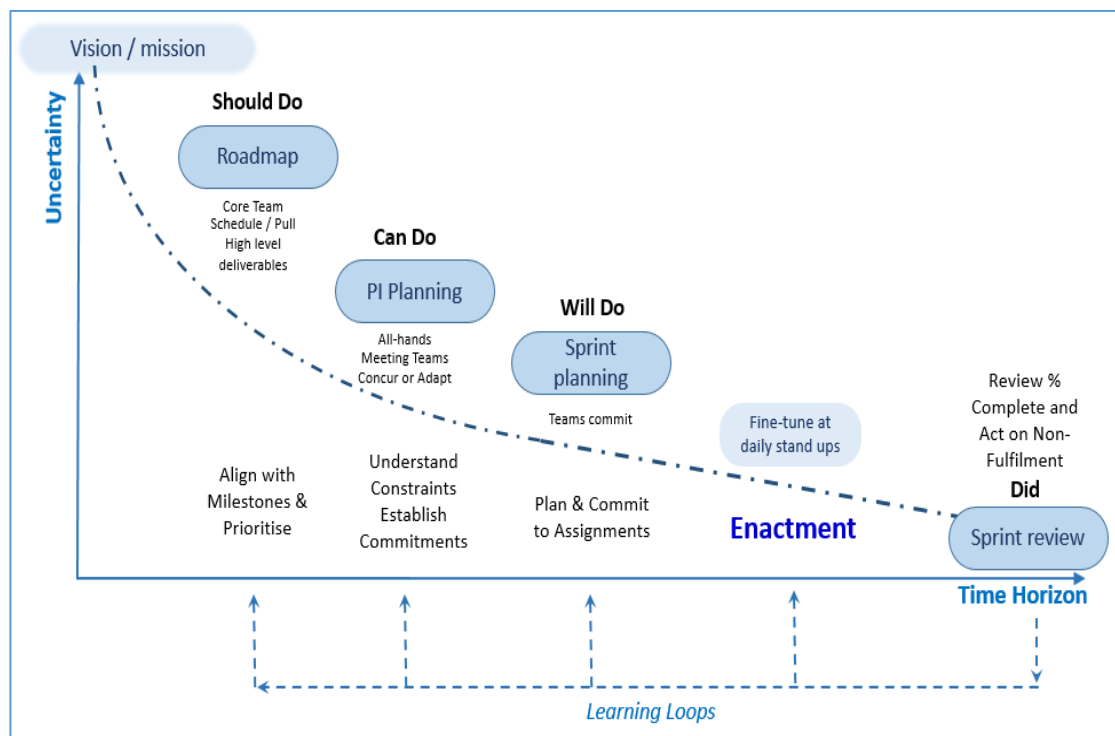 Vision / mission
Uncertainty
Should Do
Roadmap
Core Team
Schedule / Pull
High level
deliverables
Can Do
PI Planning
All-hands
Meeting Teams
Concur or Adapt
Will Do
Sprint
planning
Teams commit
Fine-tune at
daily stand ups
Review %
Complete and
Act on Non-
Fulfilment
Did
Sprint review
Align with
Milestones &
Prioritise
Understand
Constraints
Establish
Commitments
Plan & Commit
to Assignments
Enactment
Time Horizon
Learning Loops